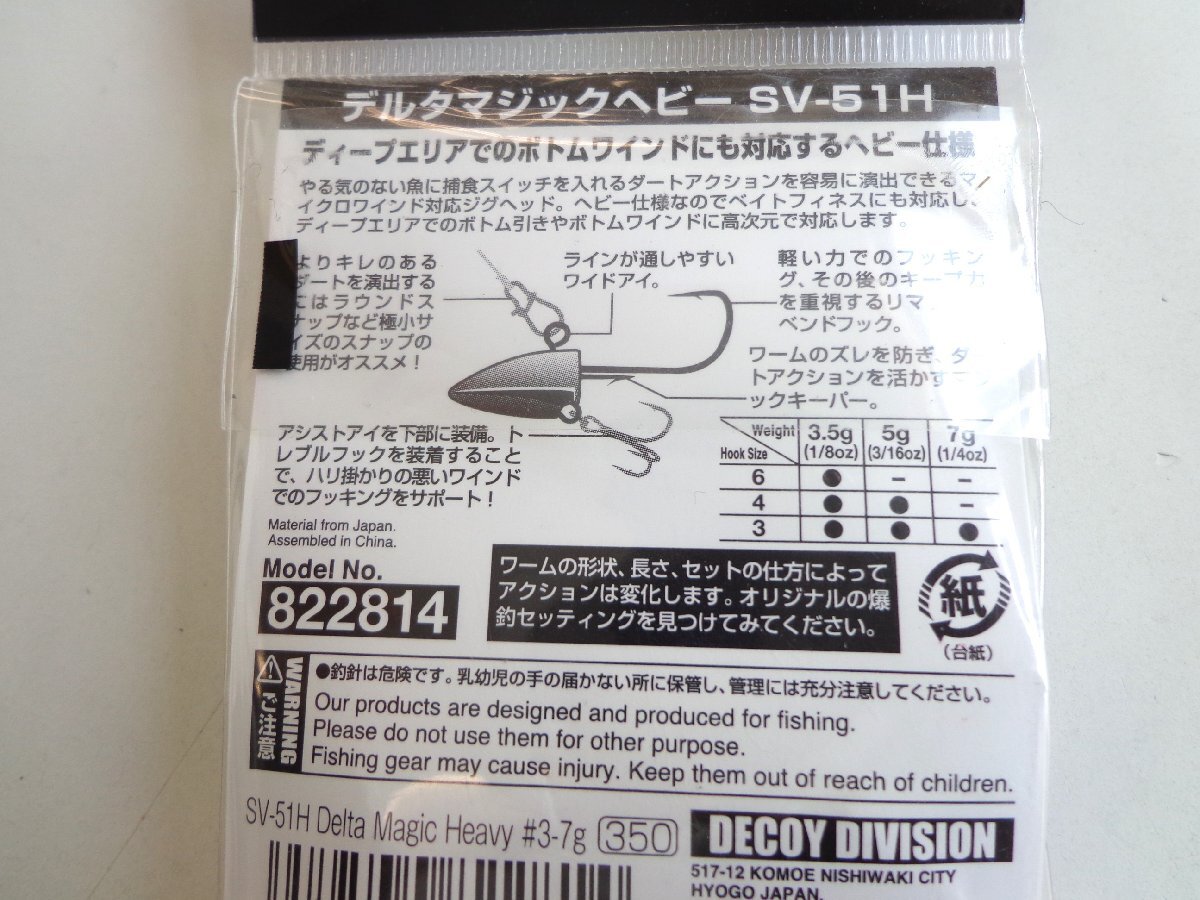 デルタマジックヘビー SV-51H
ディープエリアでのボトムワインドにも対応するヘビー仕様
やる気のない魚に捕食スイッチを入れるダートアクションを容易に演出できるマ
イクロワインド対応ジグヘッド。ヘビー仕様なのでベイトフィネスにも対応し、
ディープエリアでのボトム引きやボトムワインドに高次元で対応します。
よりキレのある
ダートを演出する
にはラウンドス
ナップなど極小サ
イズのスナップの
使用がオススメ!
ラインが通しやすい
ワイドアイ。
軽い力でのフッキン
グ、その後のキープ力
を重視するリマ
ベンドフック。
ワームのズレを防ぎ、ダー
トアクションを活かすマジ
ックキーパー。
アシストアイを下部に装備。ト
レブルフックを装着すること
で、ハリ掛かりの悪いワインド
でのフッキングをサポート!
Weight 3.5g 5g 7g
Hook Size (1/8oz) (3/16oz) (1/4oz)
6 ● – –
4 ● ● –
3 ● ● ●
Material from Japan.
Assembled in China.
Model No.
822814
ワームの形状、長さ、セットの仕方によって
アクションは変化します。オリジナルの爆
釣セッティングを見つけてみてください。
紙
(台紙)
WARNING
ご注意
●釣針は危険です。乳幼児の手の届かない所に保管し、管理には充分注意してください。
Our products are designed and produced for fishing.
Please do not use them for other purpose.
Fishing gear may cause injury. Keep them out of reach of children.
SV-51H Delta Magic Heavy #3-7g 350
DECOY DIVISION
517-12 KOMOE NISHIWAKI CITY
HYOGO JAPAN.